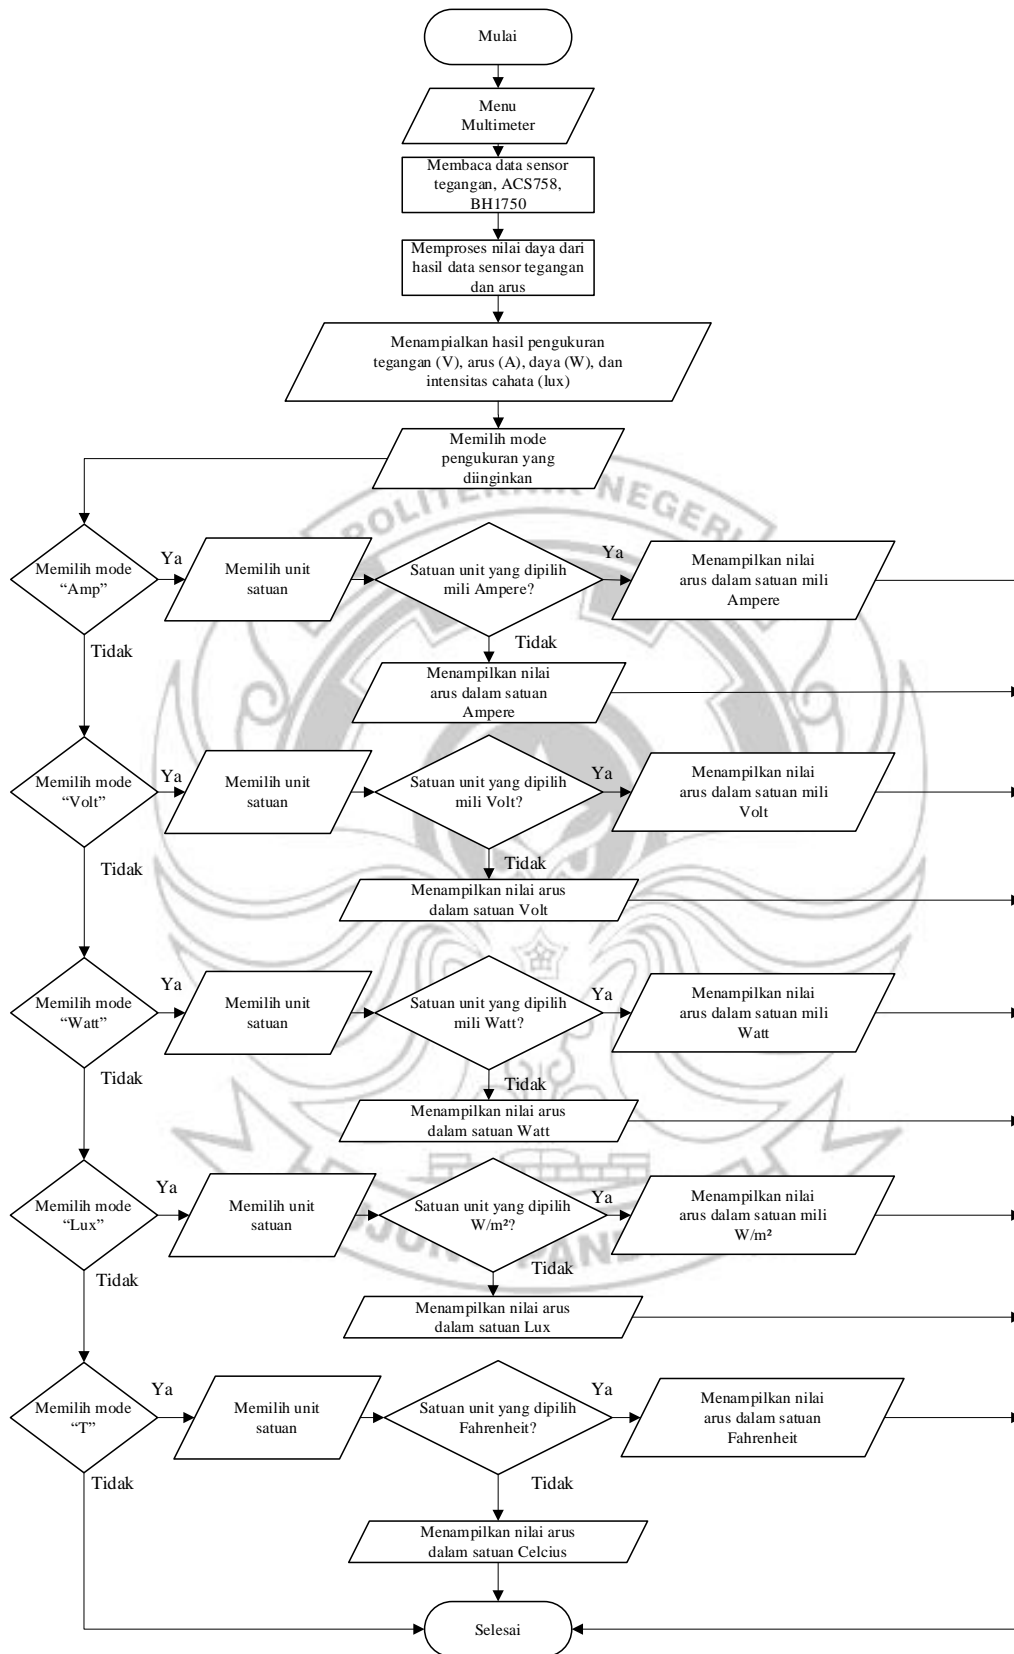 Mulai
Menu
Multimeter
Membaca data sensor
tegangan, ACS758,
BH1750
Memproses nilai daya dari
hasil data sensor tegangan
dan arus
Menampialkan hasil pengukuran
tegangan (V), arus (A), daya (W), dan
intensitas cahata (lux)
Memilih mode
pengukuran yang
diinginkan
POLITEKNIK NEGERI
Memilih mode
“Amp”
Ya
Memilih unit
satuan
Satuan unit yang dipilih
mili Ampere?
Ya
Menampilkan nilai
arus dalam satuan mili
Ampere
Tidak
Tidak
Menampilkan nilai
arus dalam satuan
Ampere
Memilih mode
“Volt”
Ya
Memilih unit
satuan
Satuan unit yang dipilih
mili Volt?
Ya
Menampilkan nilai
arus dalam satuan mili
Volt
Tidak
Tidak
Menampilkan nilai arus
dalam satuan Volt
Memilih mode
“Watt”
Ya
Memilih unit
satuan
Satuan unit yang dipilih
mili Watt?
Ya
Menampilkan nilai
arus dalam satuan mili
Watt
Tidak
Tidak
Menampilkan nilai arus
dalam satuan Watt
Memilih mode
“Lux”
Ya
Memilih unit
satuan
Satuan unit yang dipilih
W/m²?
Ya
Menampilkan nilai
arus dalam satuan mili
W/m²
Tidak
Tidak
Menampilkan nilai arus
dalam satuan Lux
Memilih mode
“T”
Ya
Memilih unit
satuan
Satuan unit yang dipilih
Fahrenheit?
Ya
Menampilkan nilai
arus dalam satuan
Fahrenheit
Tidak
Tidak
Menampilkan nilai arus
dalam satuan Celcius
Selesai